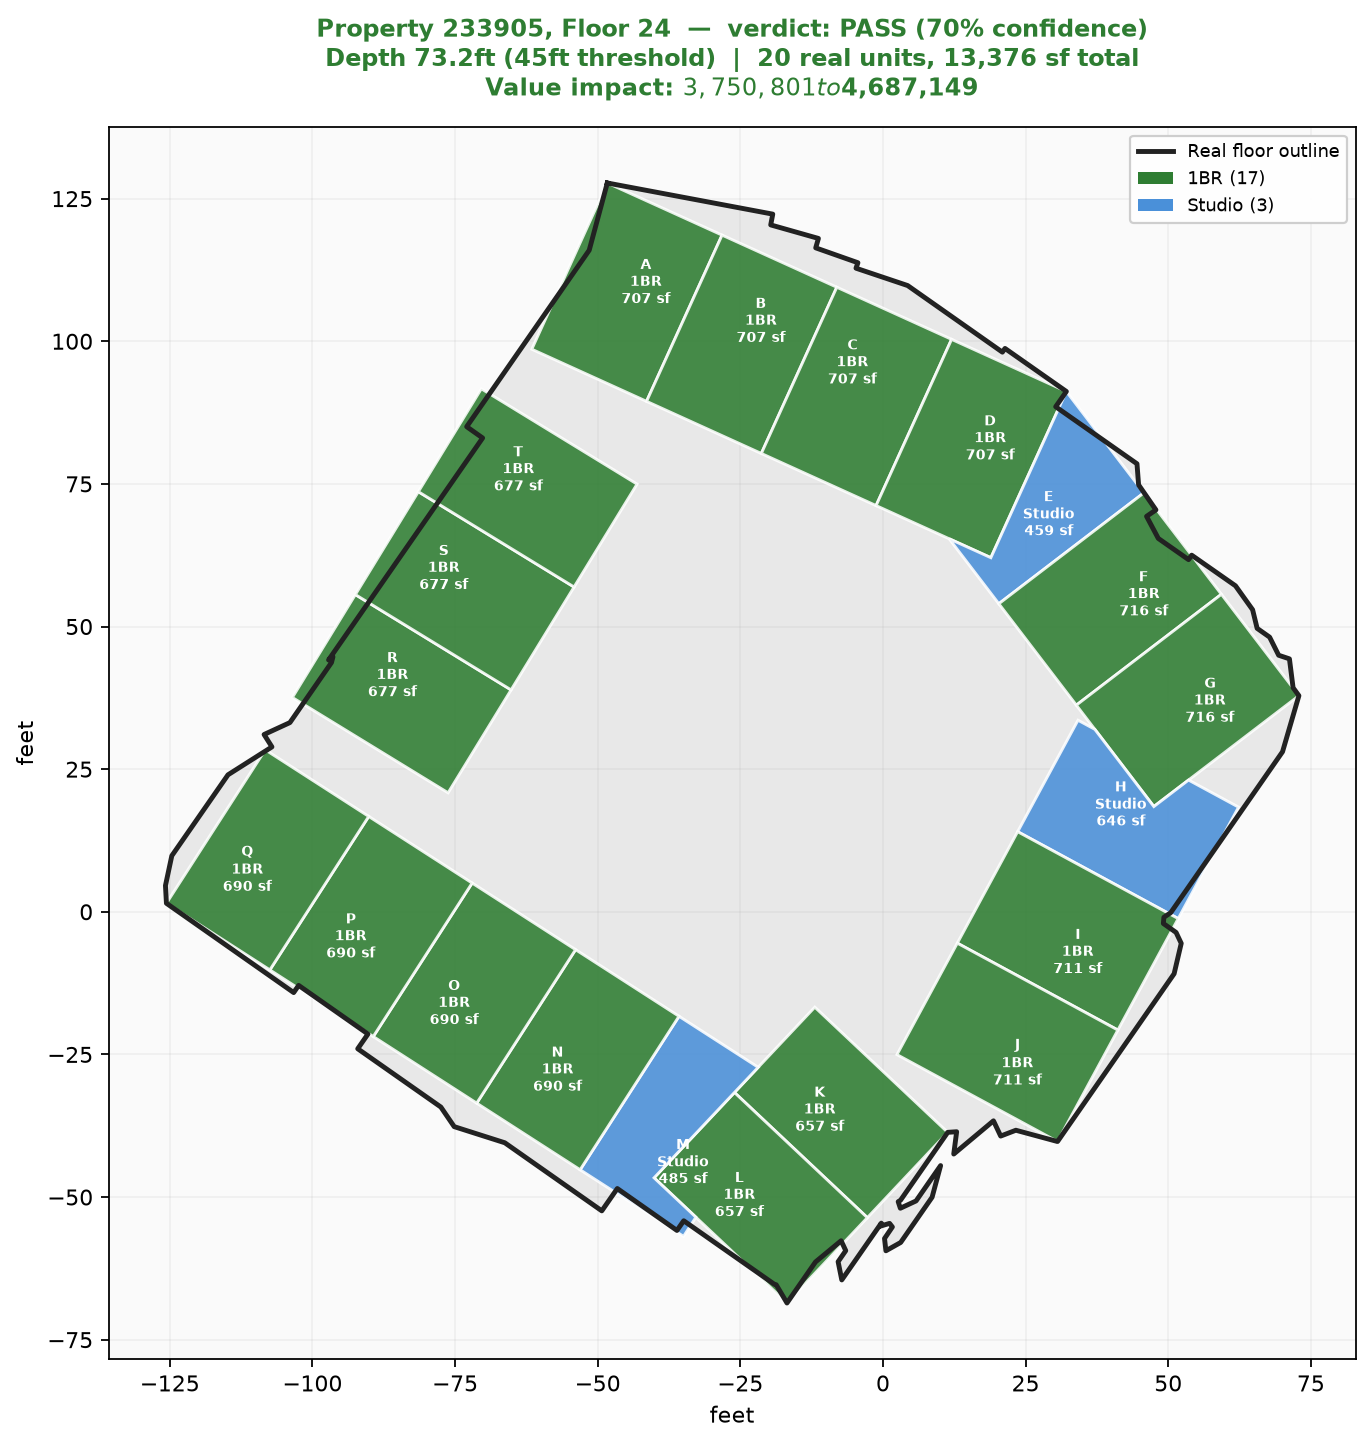 Property 233905, Floor 24 — verdict: PASS (70% confidence)
Depth 73.2ft (45ft threshold) | 20 real units, 13,376 sf total
Value impact: 3,750,801to4,687,149
Real floor outline
1BR (17)
Studio (3)
A
1BR
707 sf
B
1BR
707 sf
C
1BR
707 sf
D
1BR
707 sf
E
Studio
459 sf
F
1BR
716 sf
G
1BR
716 sf
H
Studio
646 sf
I
1BR
711 sf
J
1BR
711 sf
K
1BR
657 sf
L
1BR
657 sf
M
Studio
485 sf
N
1BR
690 sf
O
1BR
690 sf
P
1BR
690 sf
Q
1BR
690 sf
R
1BR
677 sf
S
1BR
677 sf
T
1BR
677 sf
125
100
75
50
25
0
−25
−50
−75
feet
−125
−100
−75
−50
−25
0
25
50
75
feet